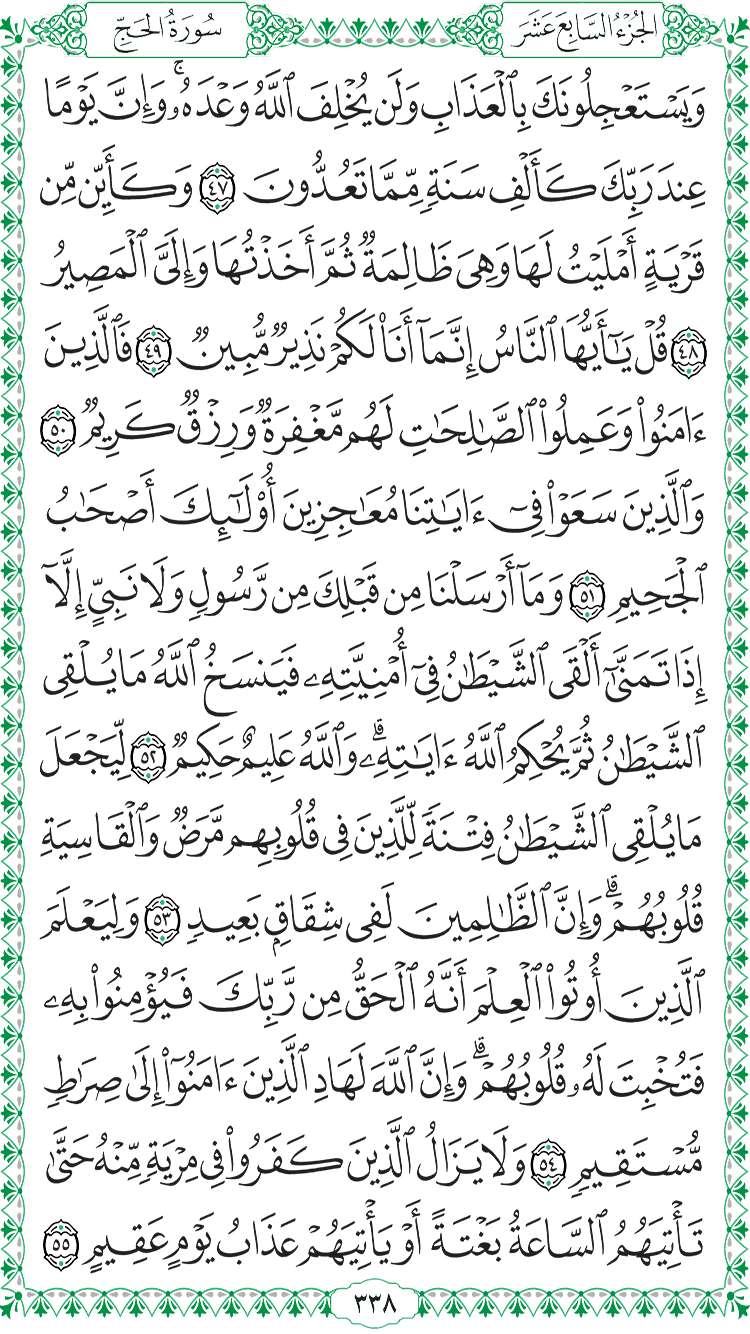 الجُزْءُ السَّابِعَ عَشَرَ
سُورَةُ الحَجِّ
وَيَسْتَعْجِلُونَكَ بِٱلْعَذَابِ وَلَن يُخْلِفَ ٱللَّهُ وَعْدَهُۥۚ وَإِنَّ يَوْمًا
عِندَ رَبِّكَ كَأَلْفِ سَنَةٖ مِّمَّا تَعُدُّونَ ٤٧ وَكَأَيِّن مِّن
قَرْيَةٍ أَمْلَيْتُ لَهَا وَهِيَ ظَالِمَةٞ ثُمَّ أَخَذْتُهَا وَإِلَيَّ ٱلْمَصِيرُ
٤٨ قُلْ يَٰٓأَيُّهَا ٱلنَّاسُ إِنَّمَآ أَنَا۠ لَكُمْ نَذِيرٞ مُّبِينٞ ٤٩ فَٱلَّذِينَ
ءَامَنُوا۟ وَعَمِلُوا۟ ٱلصَّٰلِحَٰتِ لَهُم مَّغْفِرَةٞ وَرِزْقٞ كَرِيمٞ ٥٠
وَٱلَّذِينَ سَعَوْا۟ فِيٓ ءَايَٰتِنَا مُعَٰجِزِينَ أُو۟لَٰٓئِكَ أَصْحَٰبُ
ٱلْجَحِيمِ ٥١ وَمَآ أَرْسَلْنَا مِن قَبْلِكَ مِن رَّسُولٖ وَلَا نَبِيٍّ إِلَّآ
إِذَا تَمَنَّىٰٓ أَلْقَى ٱلشَّيْطَٰنُ فِيٓ أُمْنِيَّتِهِۦ فَيَنسَخُ ٱللَّهُ مَا يُلْقِي
ٱلشَّيْطَٰنُ ثُمَّ يُحْكِمُ ٱللَّهُ ءَايَٰتِهِۦۗ وَٱللَّهُ عَلِيمٌ حَكِيمٞ ٥٢ لِّيَجْعَلَ
مَا يُلْقِي ٱلشَّيْطَٰنُ فِتْنَةٗ لِّلَّذِينَ فِي قُلُوبِهِم مَّرَضٞ وَٱلْقَاسِيَةِ
قُلُوبُهُمْۗ وَإِنَّ ٱلظَّٰلِمِينَ لَفِي شِقَاقِۭ بَعِيدٖ ٥٣ وَلِيَعْلَمَ
ٱلَّذِينَ أُوتُوا۟ ٱلْعِلْمَ أَنَّهُ ٱلْحَقُّ مِن رَّبِّكَ فَيُؤْمِنُوا۟ بِهِۦ
فَتُخْبِتَ لَهُۥ قُلُوبُهُمْۗ وَإِنَّ ٱللَّهَ لَهَادِ ٱلَّذِينَ ءَامَنُوٓا۟ إِلَىٰ صِرَٰطٖ
مُّسْتَقِيمٖ ٥٤ وَلَا يَزَالُ ٱلَّذِينَ كَفَرُوا۟ فِي مِرْيَةٖ مِّنْهُ حَتَّىٰ
تَأْتِيَهُمُ ٱلسَّاعَةُ بَغْتَةً أَوْ يَأْتِيَهُمْ عَذَابُ يَوْمٍ عَقِيمٍ ٥٥
٣٣٨